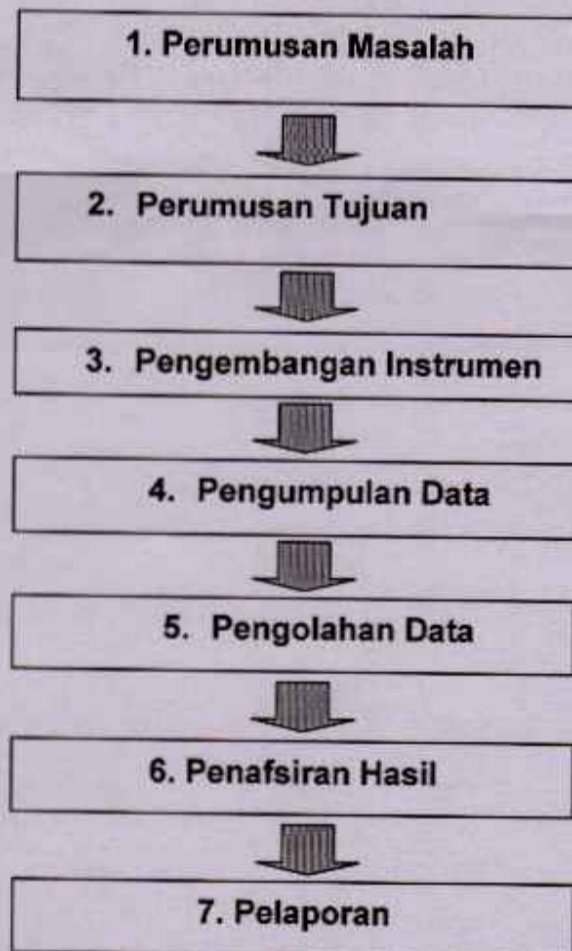 1. Perumusan Masalah
2. Perumusan Tujuan
3. Pengembangan Instrumen
4. Pengumpulan Data
5. Pengolahan Data
6. Penafsiran Hasil
7. Pelaporan